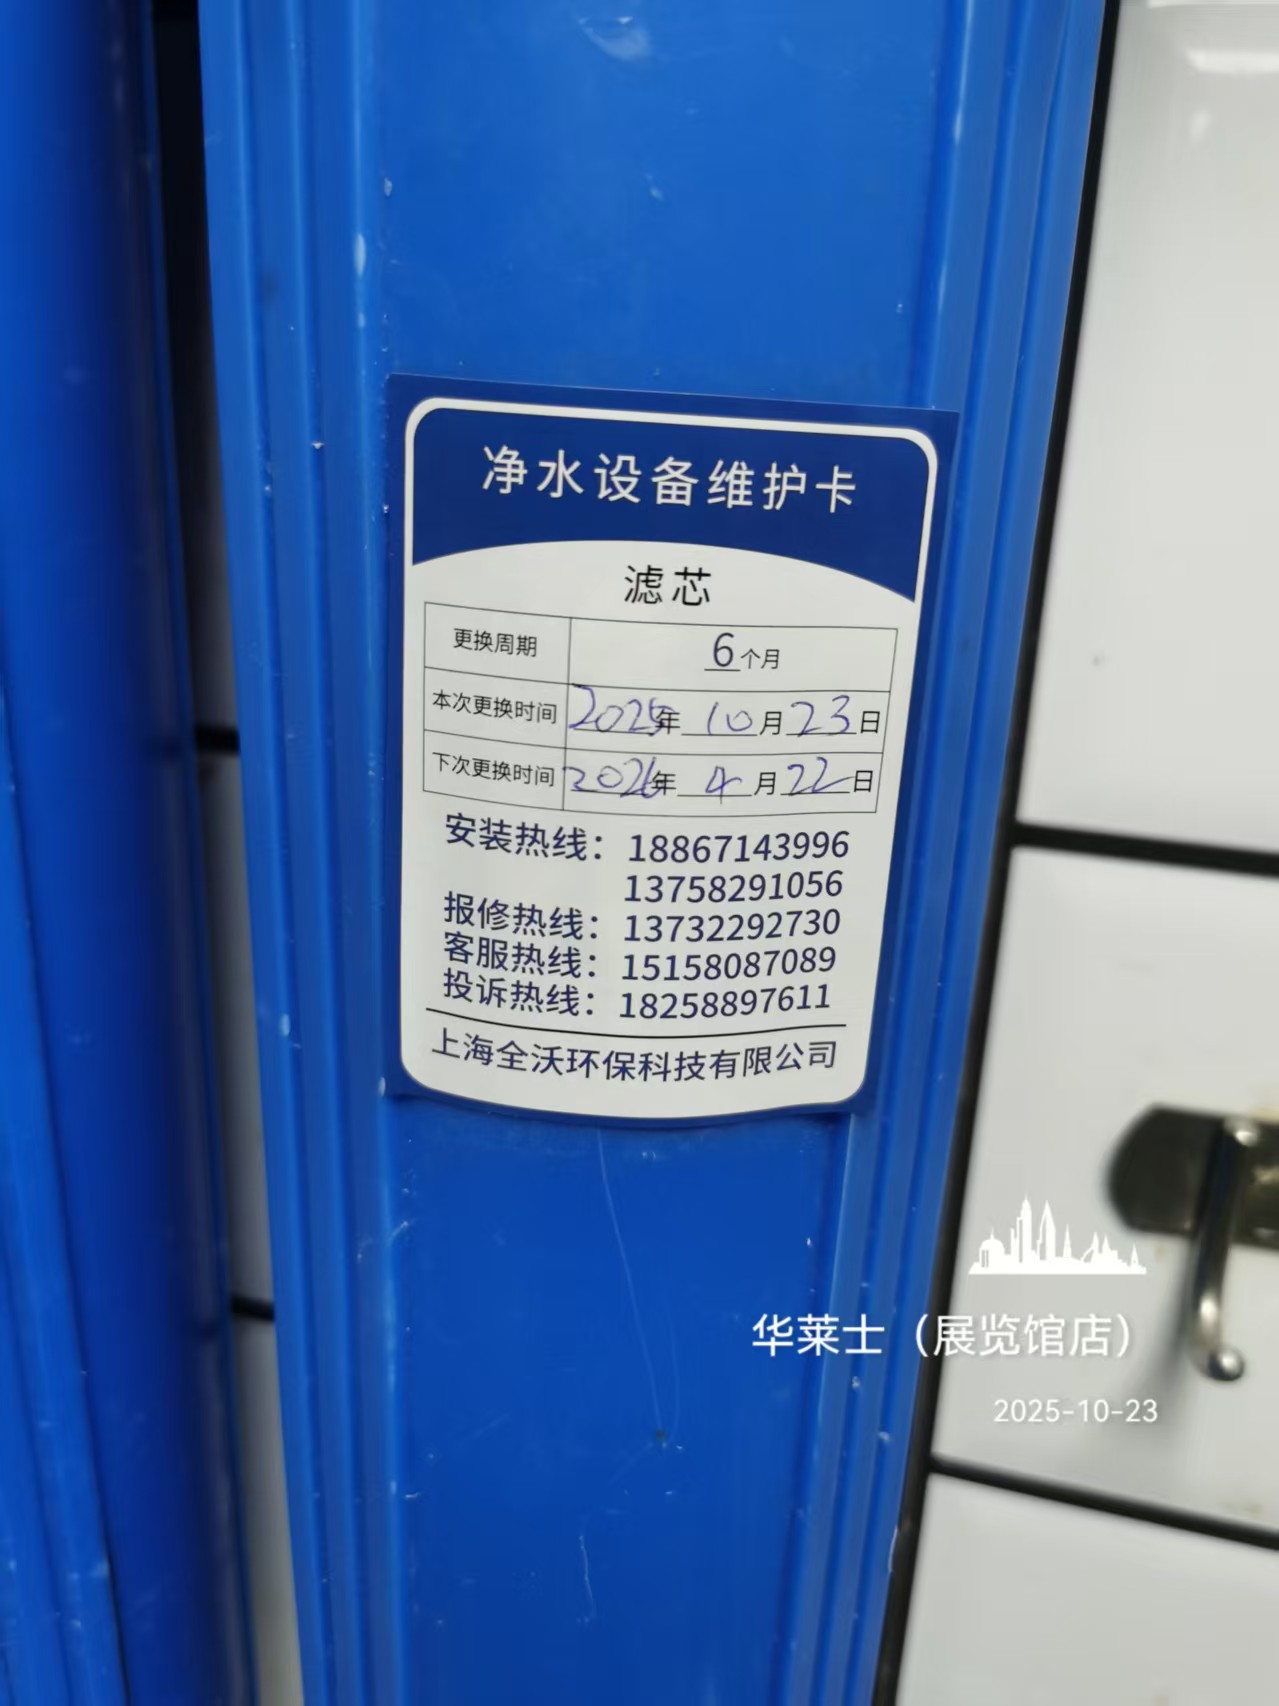 净水设备维护卡
滤芯
更换周期 6个月
本次更换时间 2025年10月23日
下次更换时间 2026年4月22日
安装热线：18867143996
13758291056
报修热线：13732292730
客服热线：15158087089
投诉热线：18258897611
上海全沃环保科技有限公司
华莱士（展览馆店）
2025-10-23